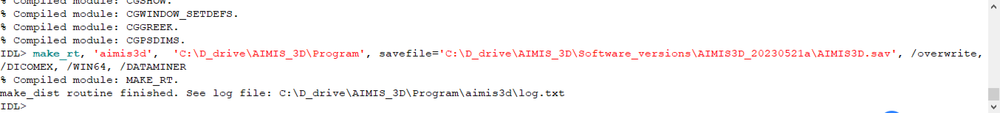 % Compiled module: CGSHOW.
% Compiled module: CGWINDOW_SETDEFS.
% Compiled module: CGGREEK.
% Compiled module: CGPSDIMS.
IDL> make_rt, 'aimis3d',  'C:\D_drive\AIMIS_3D\Program', savefile='C:\D_drive\AIMIS_3D\Software_versions\AIMIS3D_20230521a\AIMIS3D.sav', /overwrite,
/DICOMEX, /WIN64, /DATAMINER
% Compiled module: MAKE_RT.
make_dist routine finished. See log file: C:\D_drive\AIMIS_3D\Program\aimis3d\log.txt
IDL>